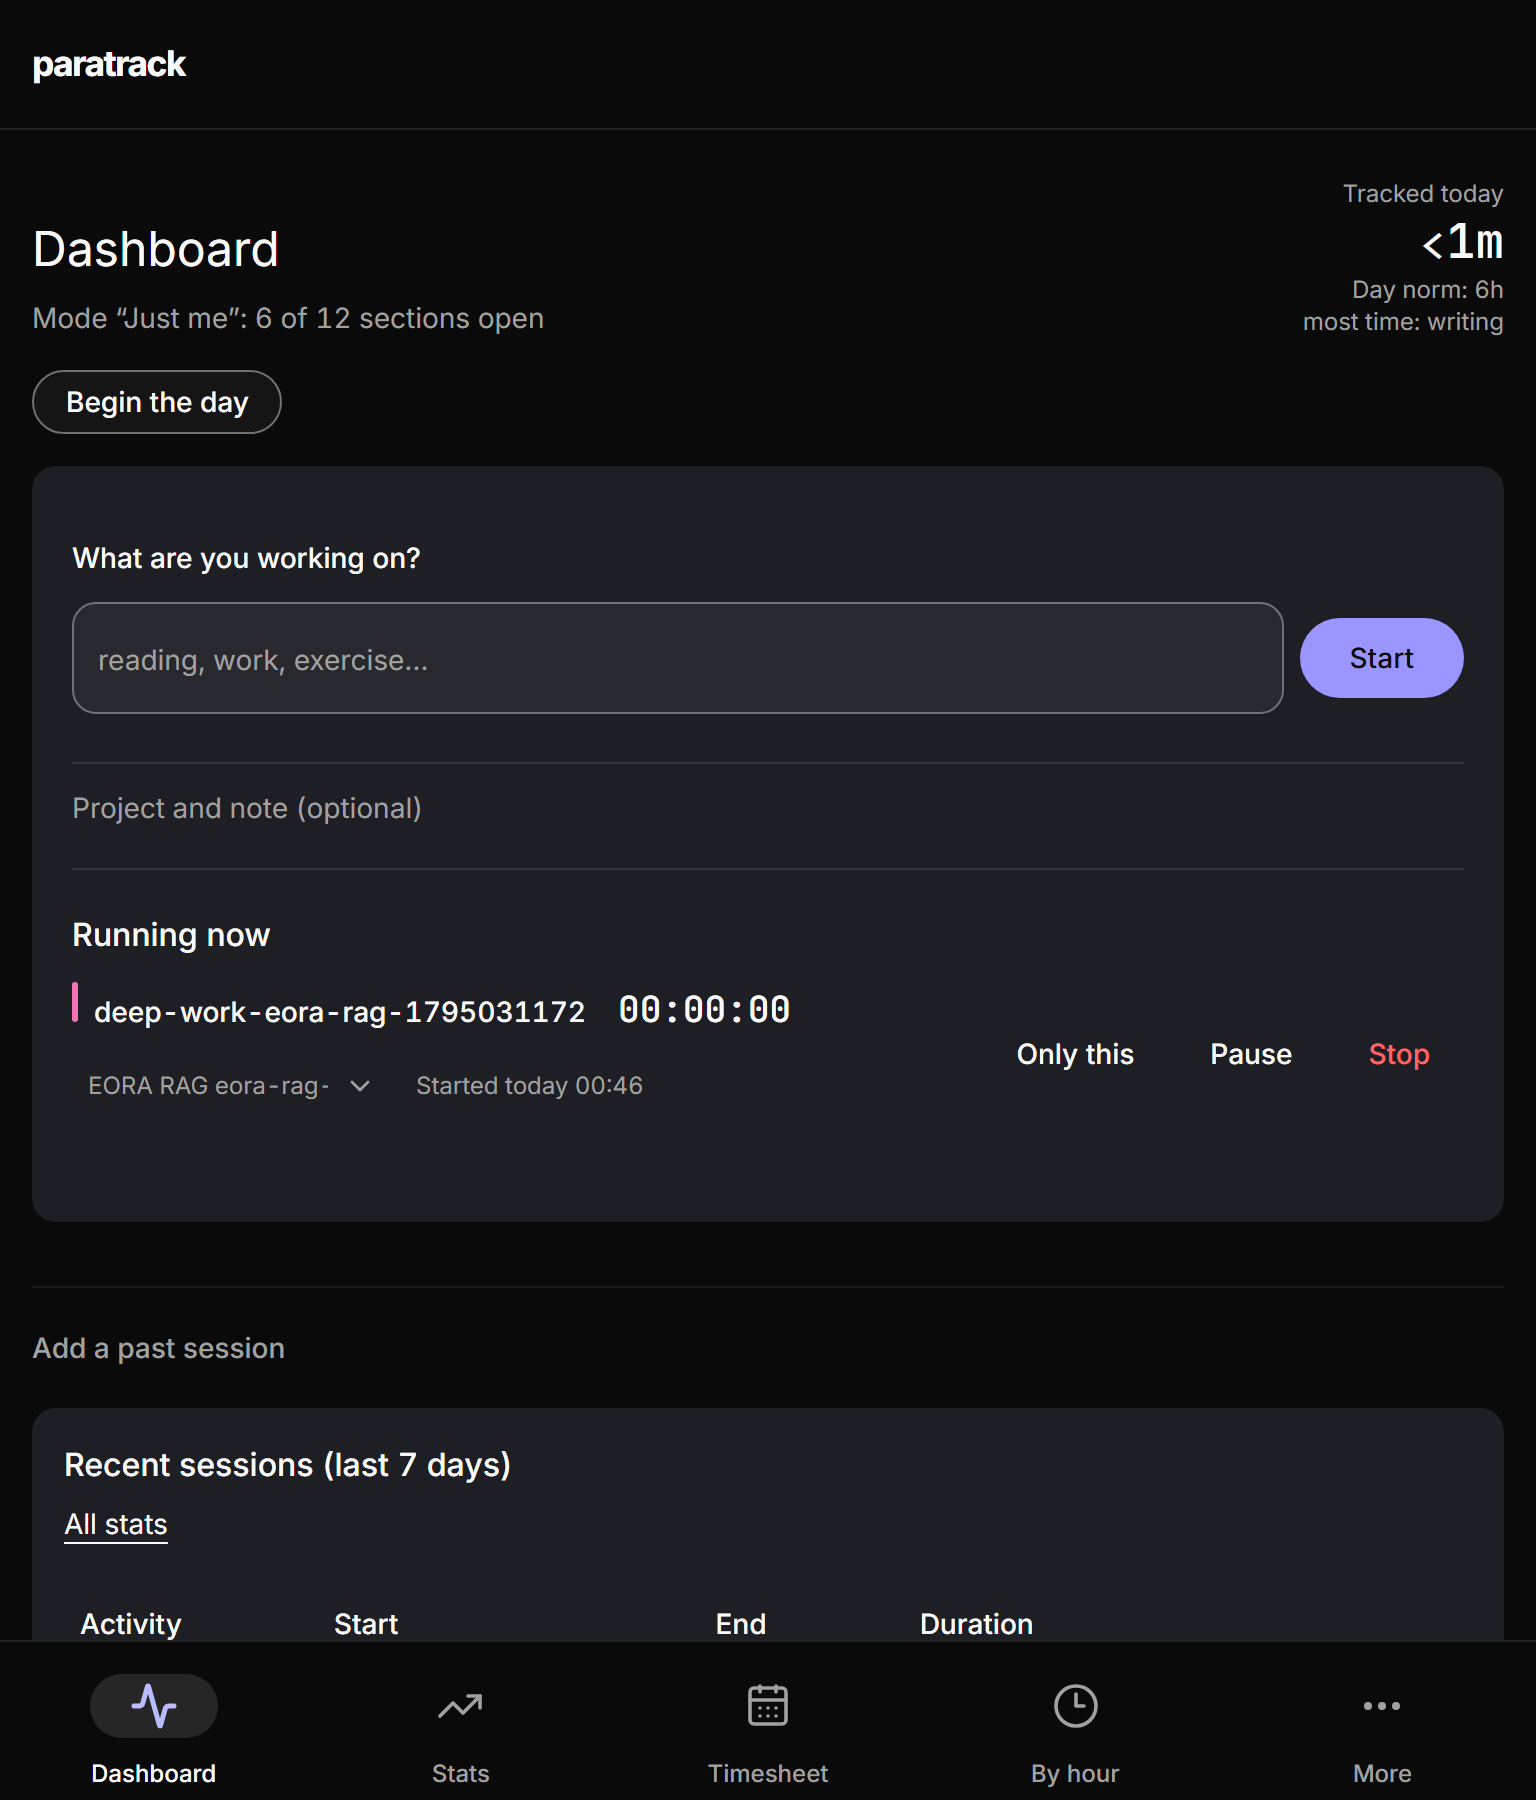 paratrack
Tracked today
<1m
Day norm: 6h
most time: writing
Dashboard
Mode “Just me”: 6 of 12 sections open
Begin the day
What are you working on?
reading, work, exercise...
Start
Project and note (optional)
Running now
deep-work-eora-rag-1795031172 00:00:00
EORA RAG eora-rag- Started today 00:46
Only this Pause Stop
Add a past session
Recent sessions (last 7 days)
All stats
Activity Start End Duration
Dashboard Stats Timesheet By hour More